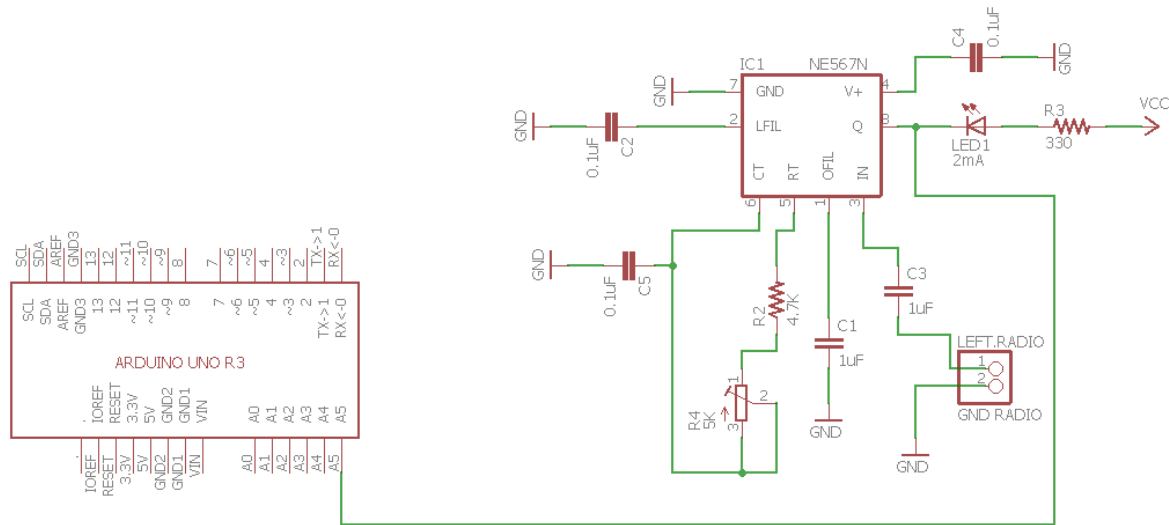 IC1
NE567N
C4
0.1uF
GND
GND
7
GND
V+
4
GND
0.1uF
C2
2
LFIL
Q
8
LED1
2mA
R3
330
VCC
CT
RT
OFIL
IN
6
5
1
3
GND
0.1uF
C5
R2
4.7K
C3
1uF
C1
1uF
R4
5K
1
2
3
GND
LEFT.RADIO
1
2
GND RADIO
GND
SCL
SDA
AREF
GND3
13
12
~11
~10
~9
8
7
~6
~5
4
~3
2
TX->1
RX<-0
SCL
SDA
AREF
GND3
13
12
~11
~10
~9
8
7
~6
~5
4
~3
2
TX->1
RX<-0
ARDUINO UNO R3
IOREF
RESET
3.3V
5V
GND2
GND1
VIN
A0
A1
A2
A3
A4
A5
IOREF
RESET
3.3V
5V
GND2
GND1
VIN
A0
A1
A2
A3
A4
A5